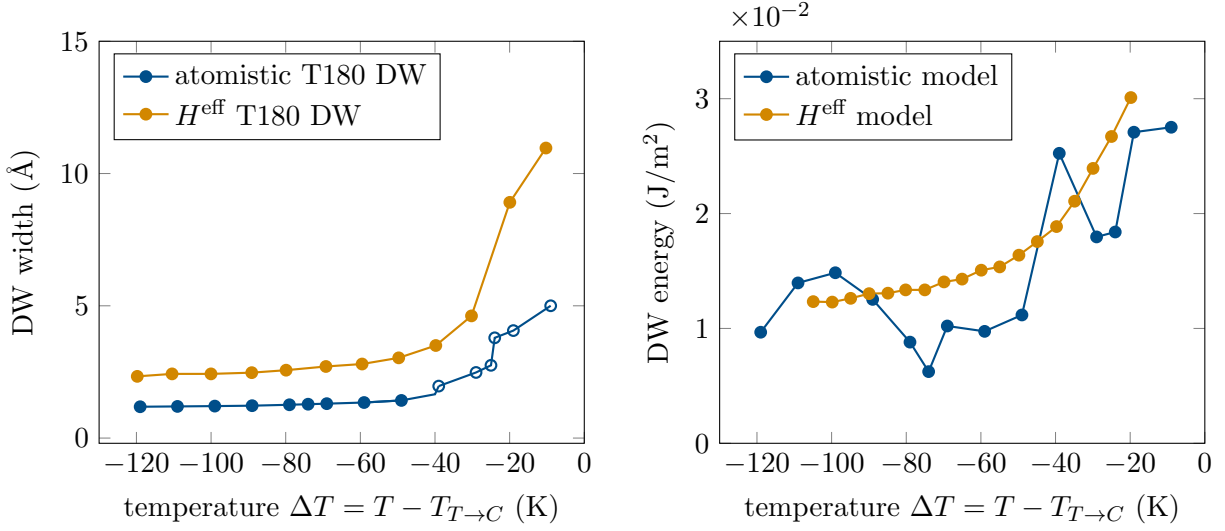 15
10
5
0
DW width (Å)
atomistic T180 DW
H^eff T180 DW
−120 −100 −80 −60 −40 −20 0
temperature ΔT = T − T_{T→C} (K)
×10^−2
3
2
1
0
DW energy (J/m²)
atomistic model
H^eff model
−120 −100 −80 −60 −40 −20 0
temperature ΔT = T − T_{T→C} (K)